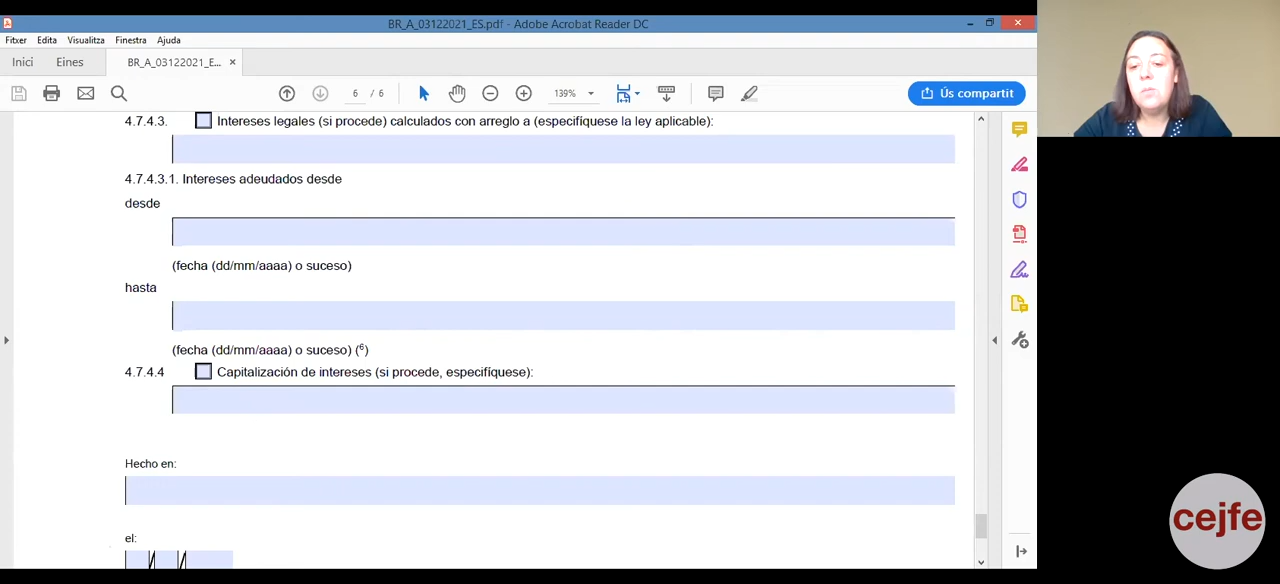 BR_A_03122021_ES.pdf - Adobe Acrobat Reader DC
Fitxer Edita Visualitza Finestra Ajuda
Inici Eines BR_A_03122021_E... ×
6 / 6 139% Ús compartit
4.7.4.3. Intereses legales (si procede) calculados con arreglo a (especifíquese la ley aplicable):
4.7.4.3.1. Intereses adeudados desde
desde
(fecha (dd/mm/aaaa) o suceso)
hasta
(fecha (dd/mm/aaaa) o suceso) (⁶)
4.7.4.4 Capitalización de intereses (si procede, especifíquese):
Hecho en:
el:
/ /
cejfe